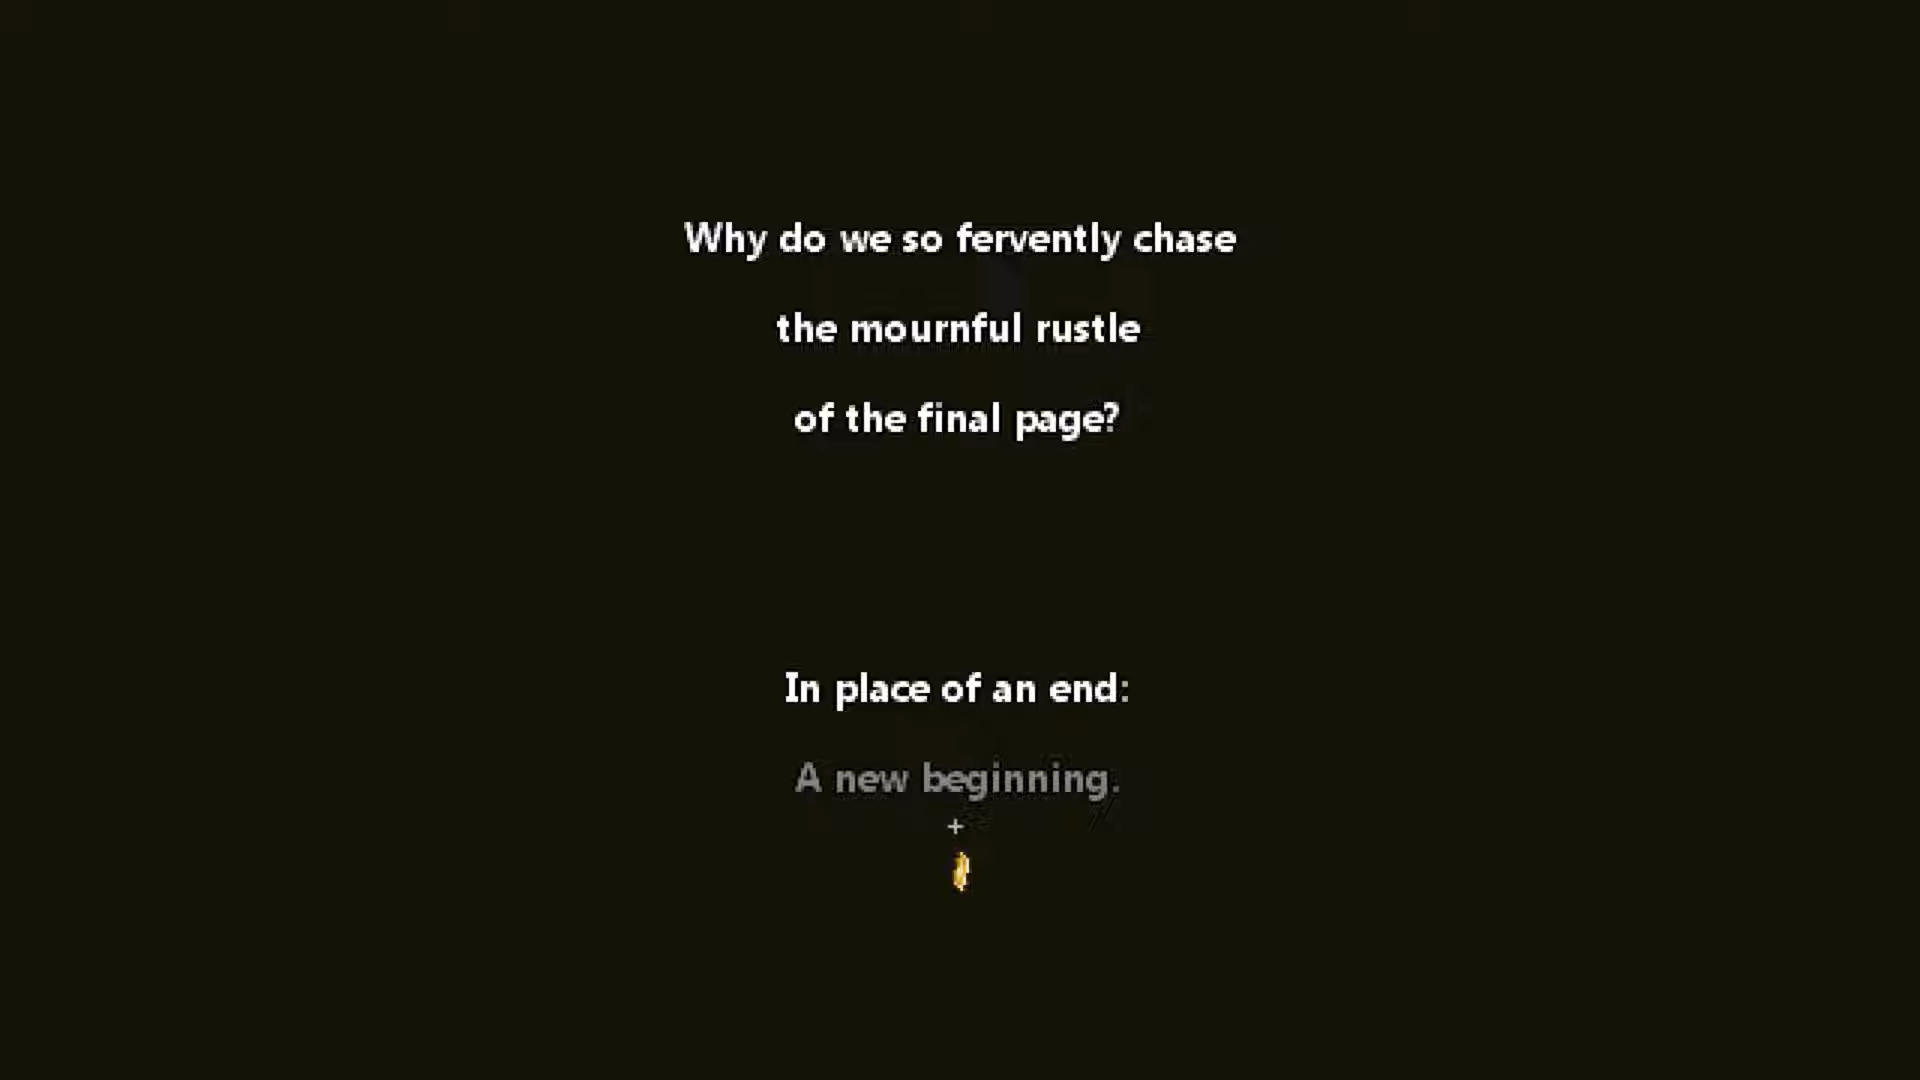 Why do we so fervently chase
the mournful rustle
of the final page?
In place of an end:
A new beginning.